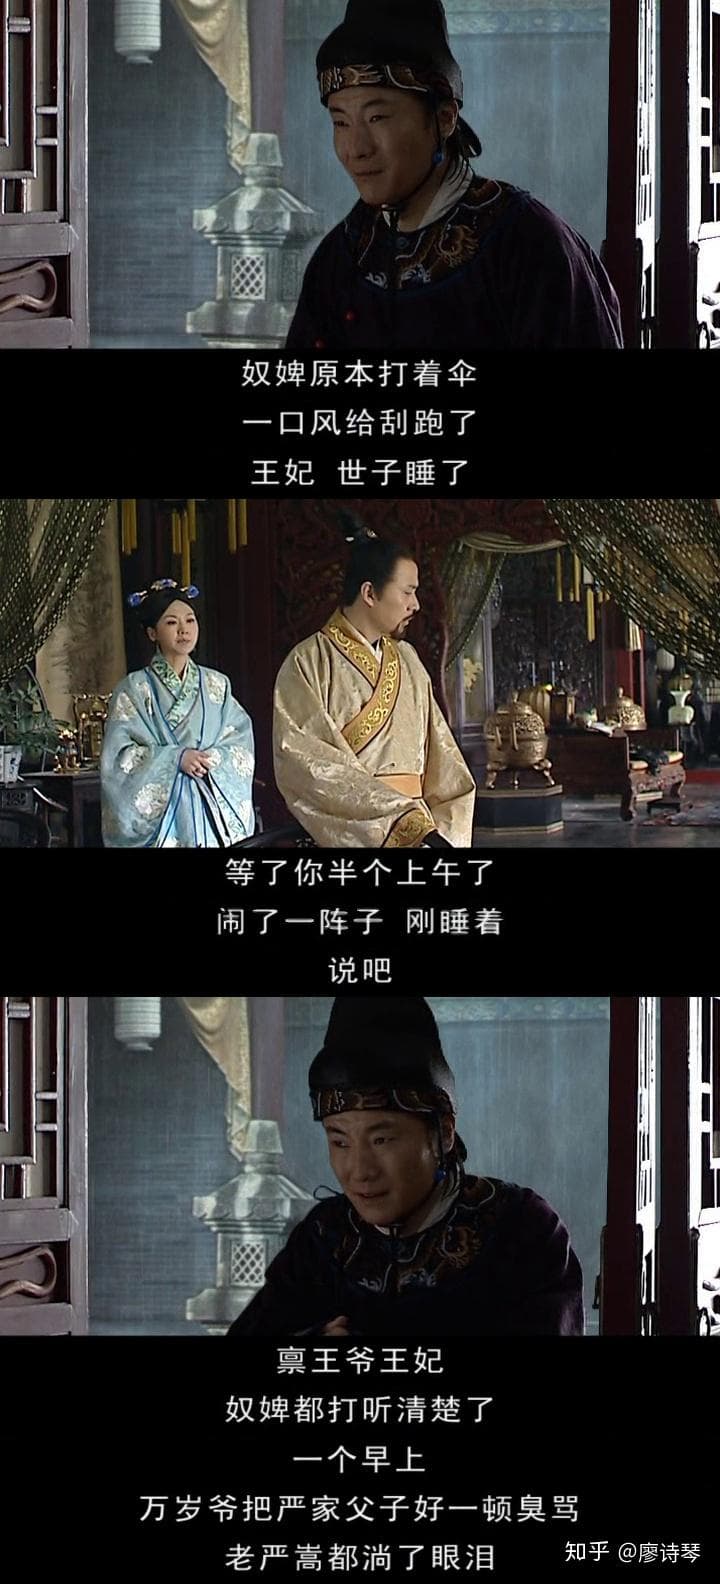 奴婢原本打着伞
一口风给刮跑了
王妃 世子睡了
等了你半个上午了
闹了一阵子 刚睡着
说吧
禀王爷王妃
奴婢都打听清楚了
一个早上
万岁爷把严家父子好一顿臭骂
老严嵩都淌了眼泪
知乎 @廖诗琴